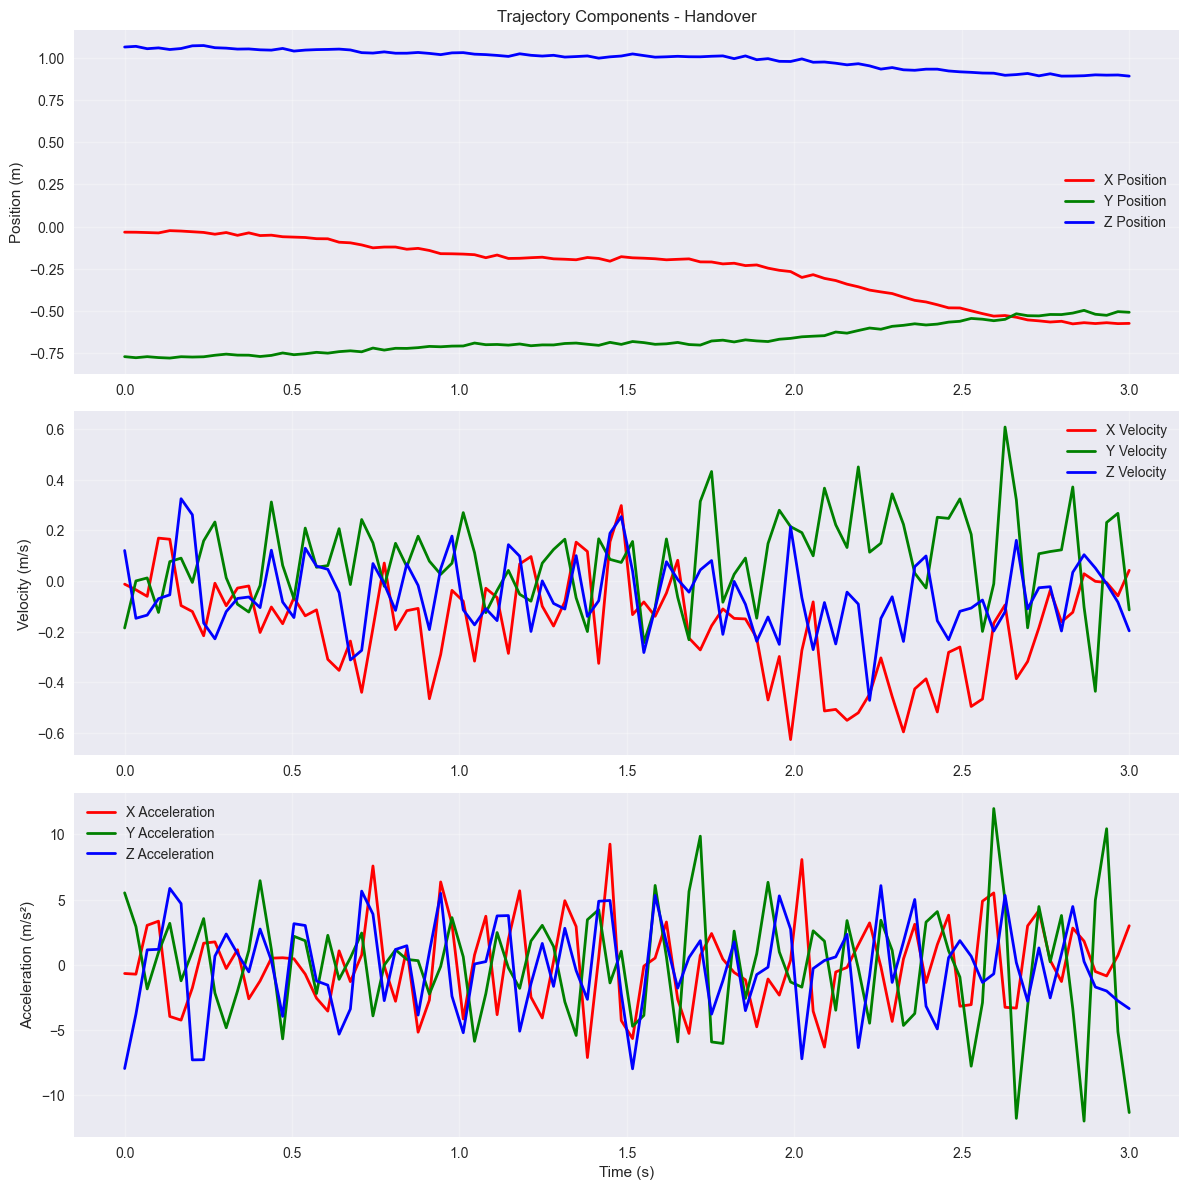 Trajectory Components - Handover
Position (m)
1.00
0.75
0.50
0.25
0.00
−0.25
−0.50
−0.75
X Position
Y Position
Z Position
0.0 0.5 1.0 1.5 2.0 2.5 3.0
Velocity (m/s)
0.6
0.4
0.2
0.0
−0.2
−0.4
−0.6
X Velocity
Y Velocity
Z Velocity
0.0 0.5 1.0 1.5 2.0 2.5 3.0
Acceleration (m/s²)
10
5
0
−5
−10
X Acceleration
Y Acceleration
Z Acceleration
0.0 0.5 1.0 1.5 2.0 2.5 3.0
Time (s)